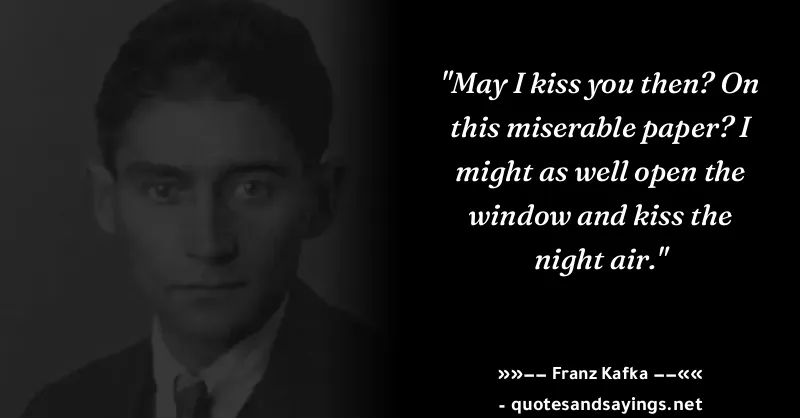 "May I kiss you then? On
this miserable paper? I
might as well open the
window and kiss the
night air."
»»−− Franz Kafka −−««
- quotesandsayings.net